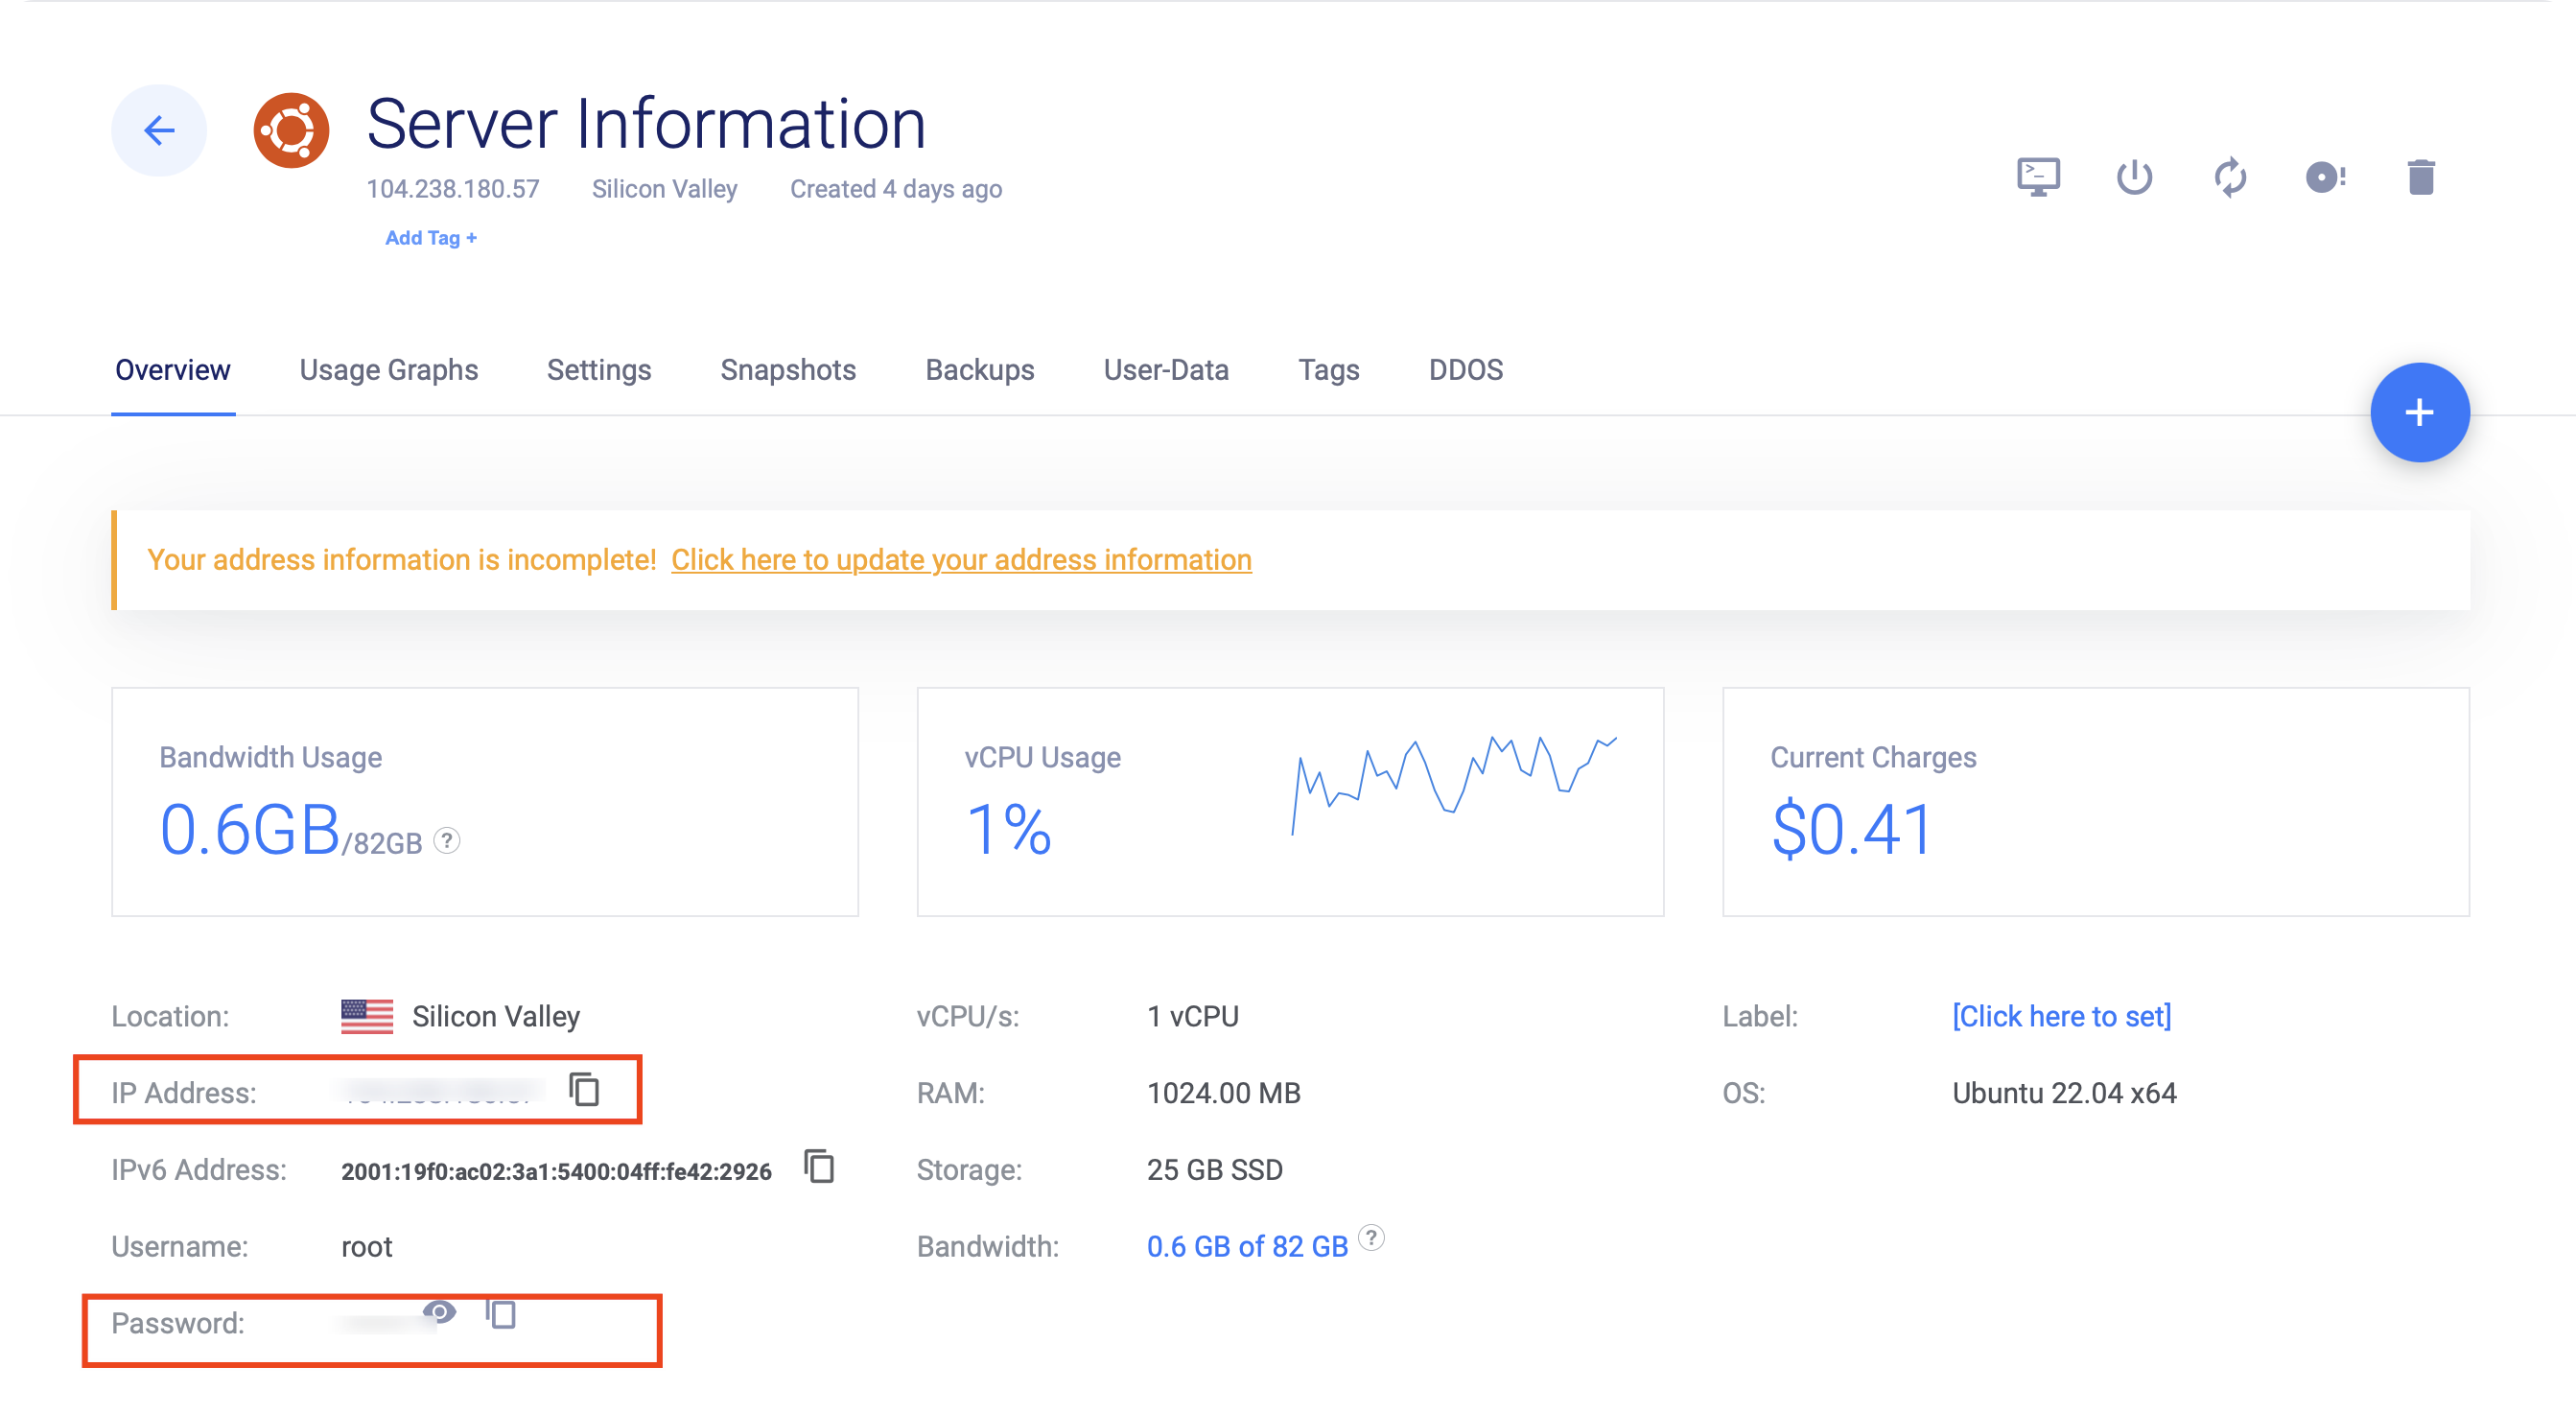 Server Information
104.238.180.57 Silicon Valley Created 4 days ago
Add Tag +
Overview Usage Graphs Settings Snapshots Backups User-Data Tags DDOS
+
Your address information is incomplete! Click here to update your address information
Bandwidth Usage
0.6GB/82GB ?
vCPU Usage
1%
Current Charges
$0.41
Location: Silicon Valley
IP Address:
IPv6 Address: 2001:19f0:ac02:3a1:5400:04ff:fe42:2926
Username: root
Password:
vCPU/s: 1 vCPU
RAM: 1024.00 MB
Storage: 25 GB SSD
Bandwidth: 0.6 GB of 82 GB ?
Label: [Click here to set]
OS: Ubuntu 22.04 x64